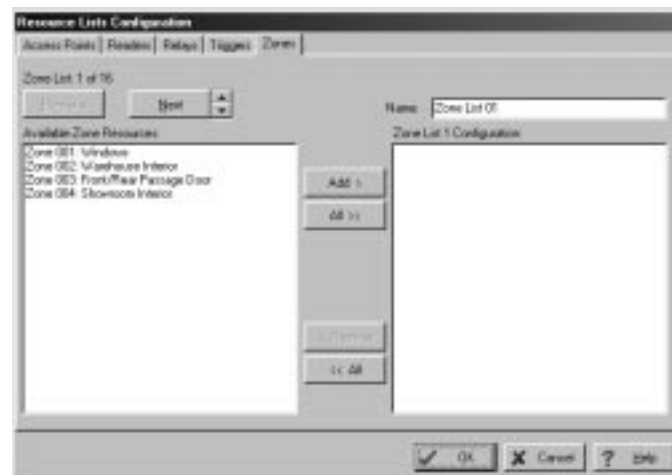 Resource Lists Configuration
Access Points Readers Relays Triggers Zones
Zone List: 1 of 16
Previous Next
Name: Zone List 01
Available Zone Resources: Zone List 1 Configuration:
Zone 001: Windows
Zone 002: Warehouse Interior
Zone 003: Front/Rear Passage Door
Zone 004: Showroom Interior
Add >
All >>
< Remove
<< All
OK Cancel ? Help